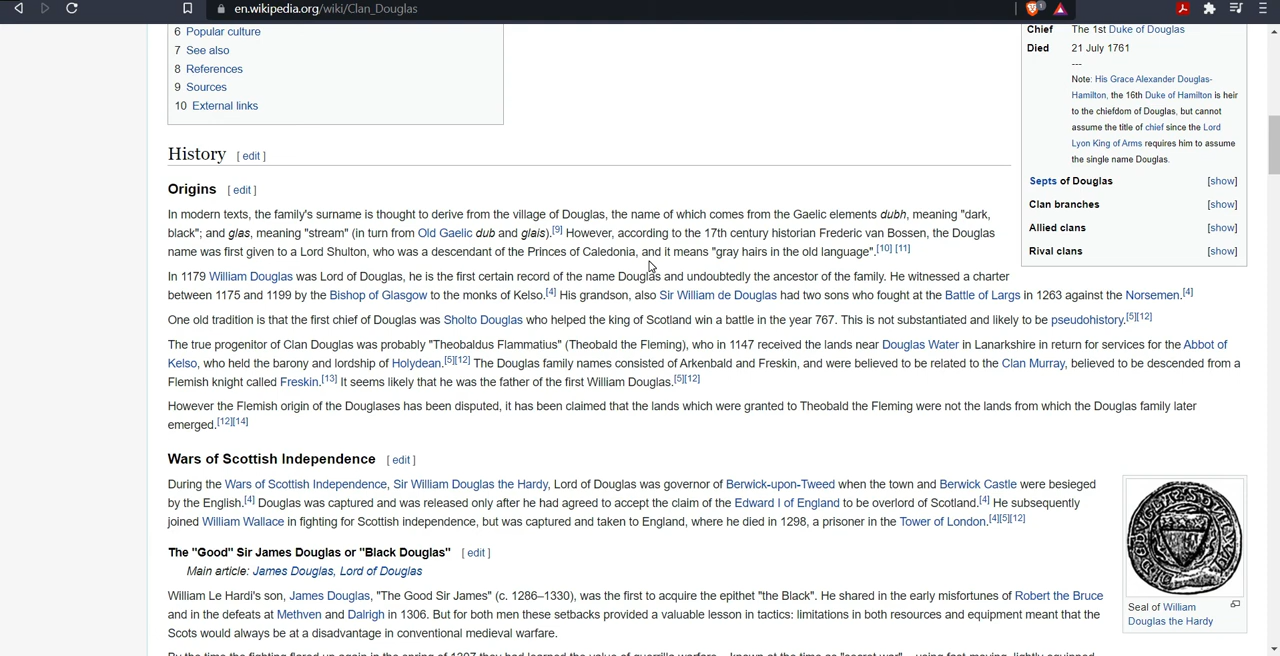 en.wikipedia.org/wiki/Clan_Douglas
1
6 Popular culture
7 See also
8 References
9 Sources
10 External links
Chief The 1st Duke of Douglas
Died 21 July 1761
---
Note: His Grace Alexander Douglas-
Hamilton, the 16th Duke of Hamilton is heir
to the chiefdom of Douglas, but cannot
assume the title of chief since the Lord
Lyon King of Arms requires him to assume
the single name Douglas.
Septs of Douglas [show]
Clan branches [show]
Allied clans [show]
Rival clans [show]
History [ edit ]
Origins [ edit ]
In modern texts, the family's surname is thought to derive from the village of Douglas, the name of which comes from the Gaelic elements dubh, meaning "dark,
black"; and glas, meaning "stream" (in turn from Old Gaelic dub and glais).[9] However, according to the 17th century historian Frederic van Bossen, the Douglas
name was first given to a Lord Shulton, who was a descendant of the Princes of Caledonia, and it means "gray hairs in the old language".[10] [11]
In 1179 William Douglas was Lord of Douglas, he is the first certain record of the name Douglas and undoubtedly the ancestor of the family. He witnessed a charter
between 1175 and 1199 by the Bishop of Glasgow to the monks of Kelso.[4] His grandson, also Sir William de Douglas had two sons who fought at the Battle of Largs in 1263 against the Norsemen.[4]
One old tradition is that the first chief of Douglas was Sholto Douglas who helped the king of Scotland win a battle in the year 767. This is not substantiated and likely to be pseudohistory.[5][12]
The true progenitor of Clan Douglas was probably "Theobaldus Flammatius" (Theobald the Fleming), who in 1147 received the lands near Douglas Water in Lanarkshire in return for services for the Abbot of
Kelso, who held the barony and lordship of Holydean.[5][12] The Douglas family names consisted of Arkenbald and Freskin, and were believed to be related to the Clan Murray, believed to be descended from a
Flemish knight called Freskin.[13] It seems likely that he was the father of the first William Douglas.[5][12]
However the Flemish origin of the Douglases has been disputed, it has been claimed that the lands which were granted to Theobald the Fleming were not the lands from which the Douglas family later
emerged.[12][14]
Wars of Scottish Independence [ edit ]
During the Wars of Scottish Independence, Sir William Douglas the Hardy, Lord of Douglas was governor of Berwick-upon-Tweed when the town and Berwick Castle were besieged
by the English.[4] Douglas was captured and was released only after he had agreed to accept the claim of the Edward I of England to be overlord of Scotland.[4] He subsequently
joined William Wallace in fighting for Scottish independence, but was captured and taken to England, where he died in 1298, a prisoner in the Tower of London.[4][5][12]
The "Good" Sir James Douglas or "Black Douglas" [ edit ]
Main article: James Douglas, Lord of Douglas
William Le Hardi's son, James Douglas, "The Good Sir James" (c. 1286–1330), was the first to acquire the epithet "the Black". He shared in the early misfortunes of Robert the Bruce
and in the defeats at Methven and Dalrigh in 1306. But for both men these setbacks provided a valuable lesson in tactics: limitations in both resources and equipment meant that the
Scots would always be at a disadvantage in conventional medieval warfare.
Seal of William
Douglas the Hardy